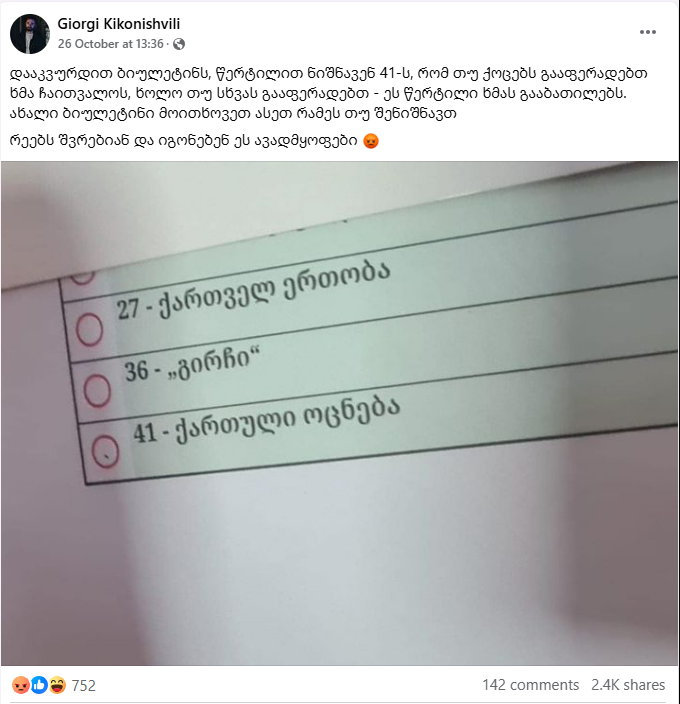 Giorgi Kikonishvili
26 October at 13:36 ·
დააკვურდით ბიულეტინს, წერტილით ნიშნავენ 41-ს, რომ თუ ქოცებს გააფერადებთ
ხმა ჩაითვალოს, ხოლო თუ სხვას გააფერადებთ - ეს წერტილი ხმას გააბათილებს.
ახალი ბიულეტინი მოითხოვეთ ასეთ რამეს თუ შენიშნავთ
რეებს შვრებიან და იგონებენ ეს ავადმყოფები
27 - ქართველ ერთობა
36 - „გირჩი“
41 - ქართული ოცნება
752
142 comments 2.4K shares